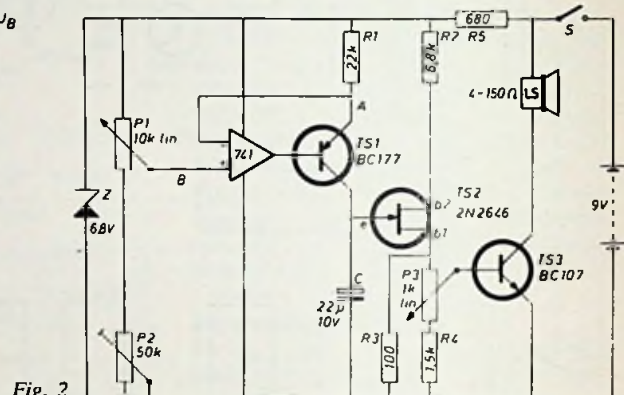 U_B
R1
22k
R2
6,8k
680
R5
S
4-150Ω
LS
A
P1
10k lin
741
B
TS1
BC177
Z
6,8V
e
b2
b1
TS2
2N2646
9V
C
22µ
10V
P3
1k
lin
TS3
BC107
P2
50k
R3
100
R4
1,5k
Fig. 2